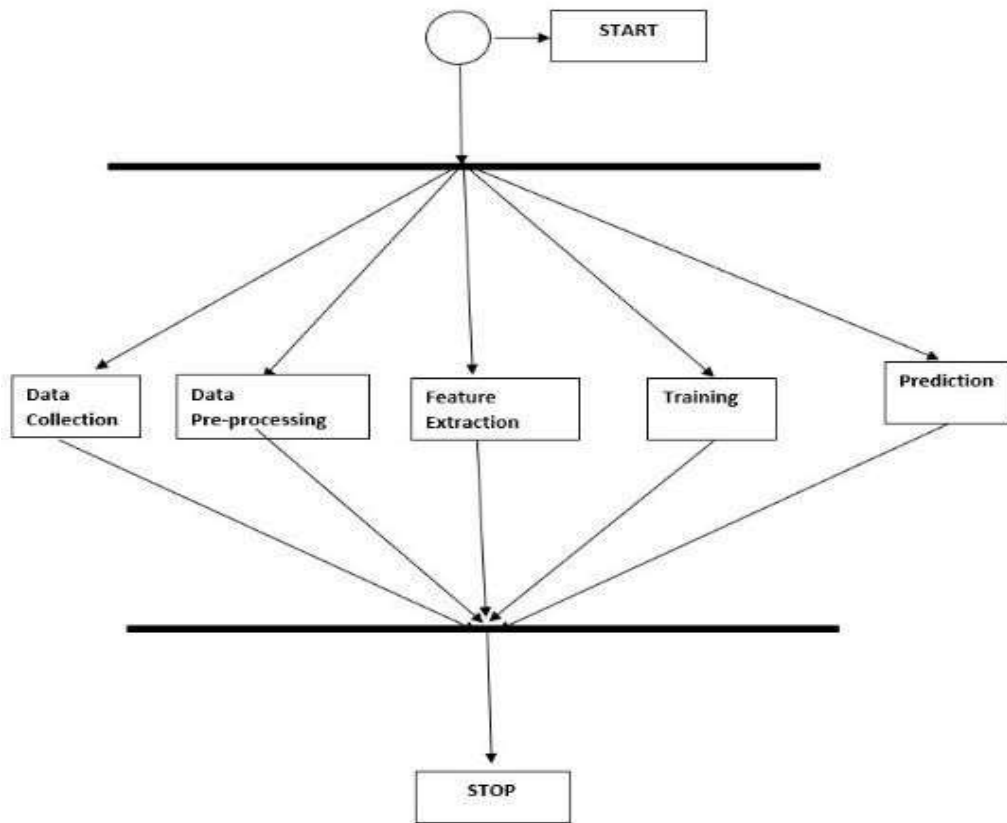 START
Data
Collection
Data
Pre-processing
Feature
Extraction
Training
Prediction
STOP